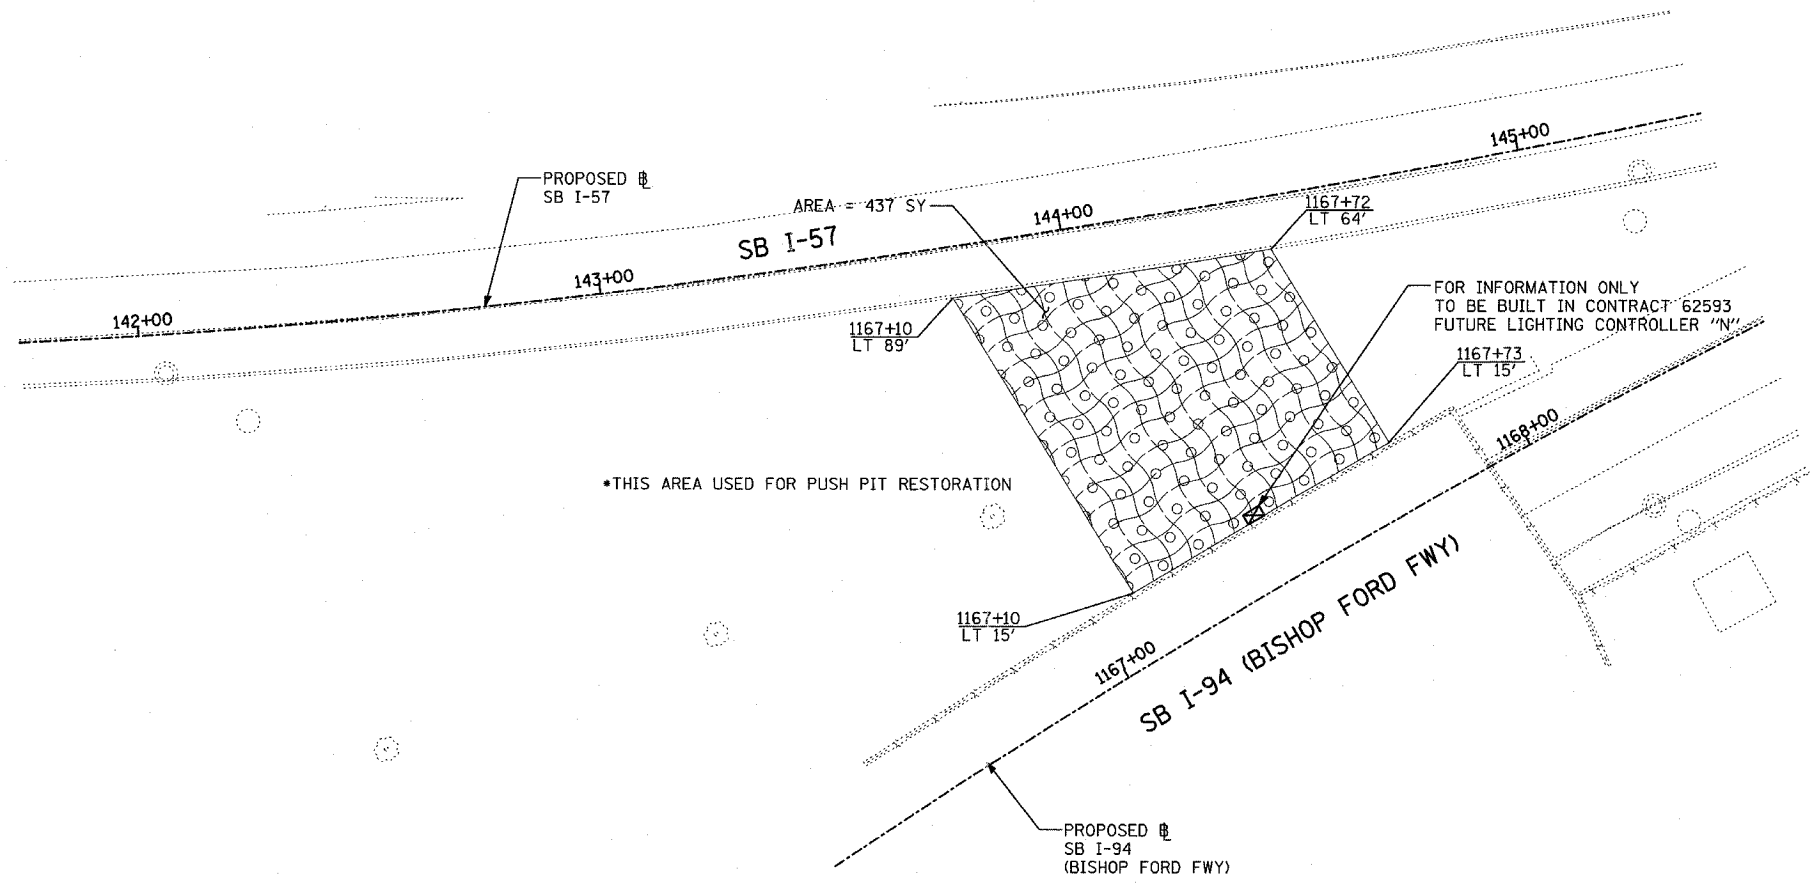 145+00
PROPOSED ⅊
SB I-57
AREA = 437 SY
144+00
1167+72
LT 64'
SB I-57
143+00
142+00
1167+10
LT 89'
FOR INFORMATION ONLY
TO BE BUILT IN CONTRACT 62593
FUTURE LIGHTING CONTROLLER "N"
1167+73
LT 15'
1168+00
*THIS AREA USED FOR PUSH PIT RESTORATION
1167+10
LT 15'
1167+00
SB I-94 (BISHOP FORD FWY)
PROPOSED ⅊
SB I-94
(BISHOP FORD FWY)